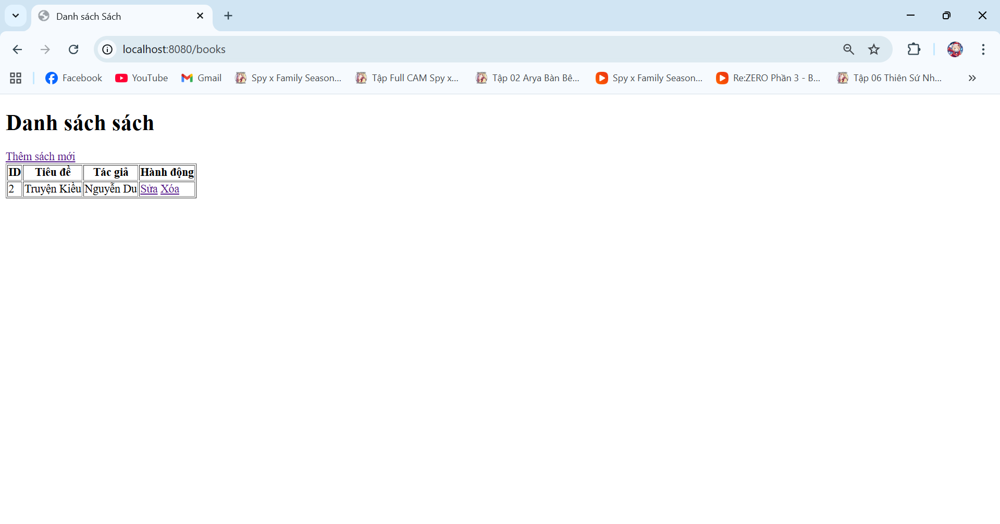 Danh sách Sách
localhost:8080/books
Facebook YouTube Gmail Spy x Family Season... Tập Full CAM Spy x... Tập 02 Arya Bàn Bê... Spy x Family Season... Re:ZERO Phần 3 - B... Tập 06 Thiên Sứ Nh...
Danh sách sách
Thêm sách mới
ID Tiêu đề Tác giả Hành động
2 Truyện Kiều Nguyễn Du Sửa Xóa